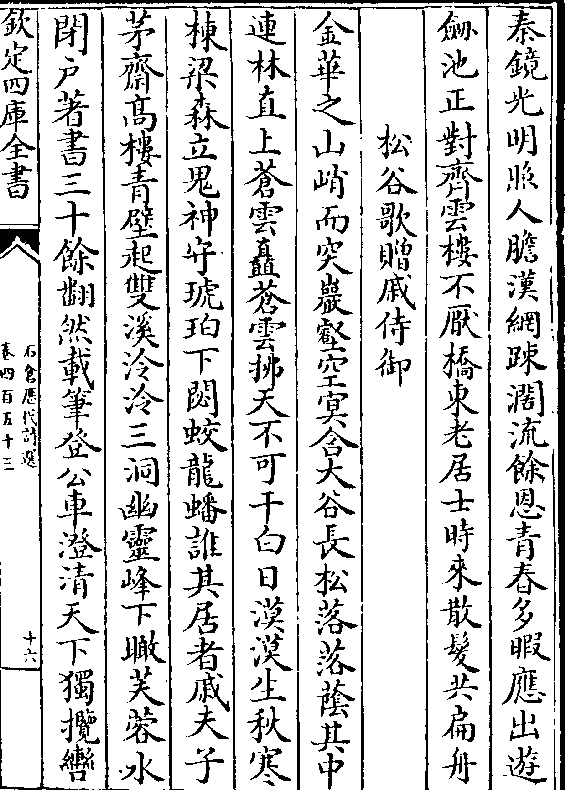 秦鏡光明照人膽漢網踈濶流餘恩青春多暇應出遊
劔池正對齊雲樓不厭橋東老居士時來散髮共扁舟
松谷歌贈戚侍御
金華之山峭而突巖壑空冥含大谷長松落落蔭其中
連林直上蒼雲矗蒼雲拂天不可干白日漠漠生秋寒
棟梁森立鬼神守琥珀下閟蛟龍蟠誰其居者戚夫子
茅齋高樓青壁起雙溪泠泠三洞幽靈峰下瞰芙蓉水
閉戸著書三十餘翻然載筆登公車澄清天下獨攬轡
欽定四庫全書
石倉歷代詩選
卷四百五十三
十六